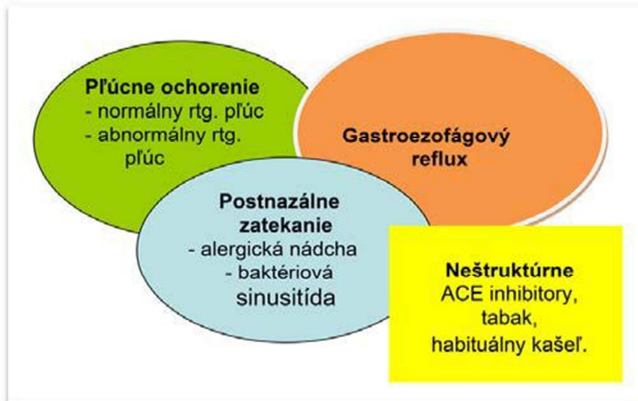 Pľúcne ochorenie
- normálny rtg. pľúc
- abnormálny rtg.
pľúc
Gastroezofágový
reflux
Postnazálne
zatekanie
- alergická nádcha
- baktériová
sinusitída
Neštruktúrne
ACE inhibitory,
tabak,
habituálny kašeľ.